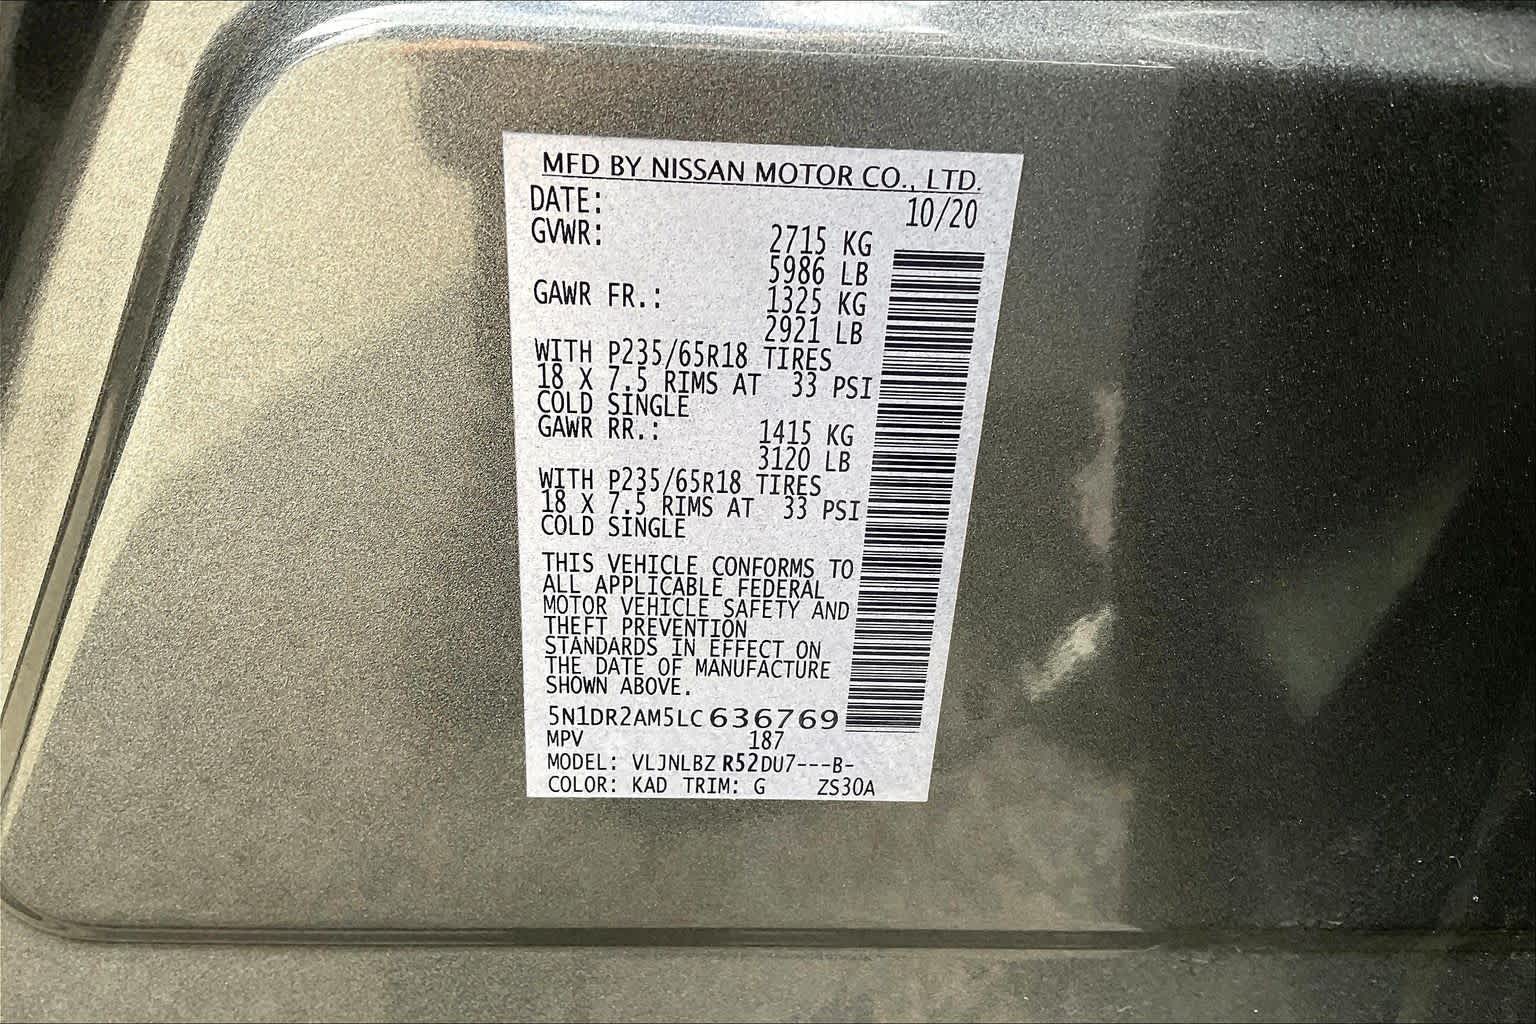 MFD BY NISSAN MOTOR CO., LTD.
DATE: 10/20
GVWR: 2715 KG
5986 LB
GAWR FR.: 1325 KG
2921 LB
WITH P235/65R18 TIRES
18 X 7.5 RIMS AT 33 PSI
COLD SINGLE
GAWR RR.: 1415 KG
3120 LB
WITH P235/65R18 TIRES
18 X 7.5 RIMS AT 33 PSI
COLD SINGLE
THIS VEHICLE CONFORMS TO
ALL APPLICABLE FEDERAL
MOTOR VEHICLE SAFETY AND
THEFT PREVENTION
STANDARDS IN EFFECT ON
THE DATE OF MANUFACTURE
SHOWN ABOVE.
5N1DR2AM5LC636769
MPV 187
MODEL: VLJNLBZ R52DU7---B-
COLOR: KAD TRIM: G ZS30A